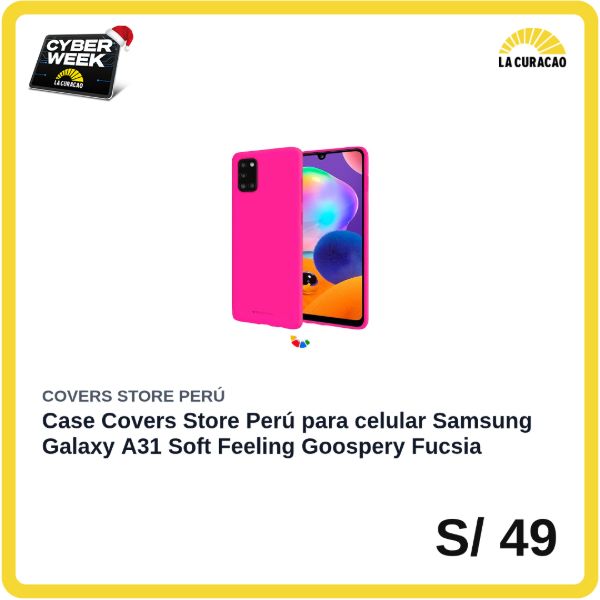 CYBER
WEEK
LA CURACAO
LA CURACAO
COVERS STORE PERÚ
Case Covers Store Perú para celular Samsung
Galaxy A31 Soft Feeling Goospery Fucsia
S/ 49